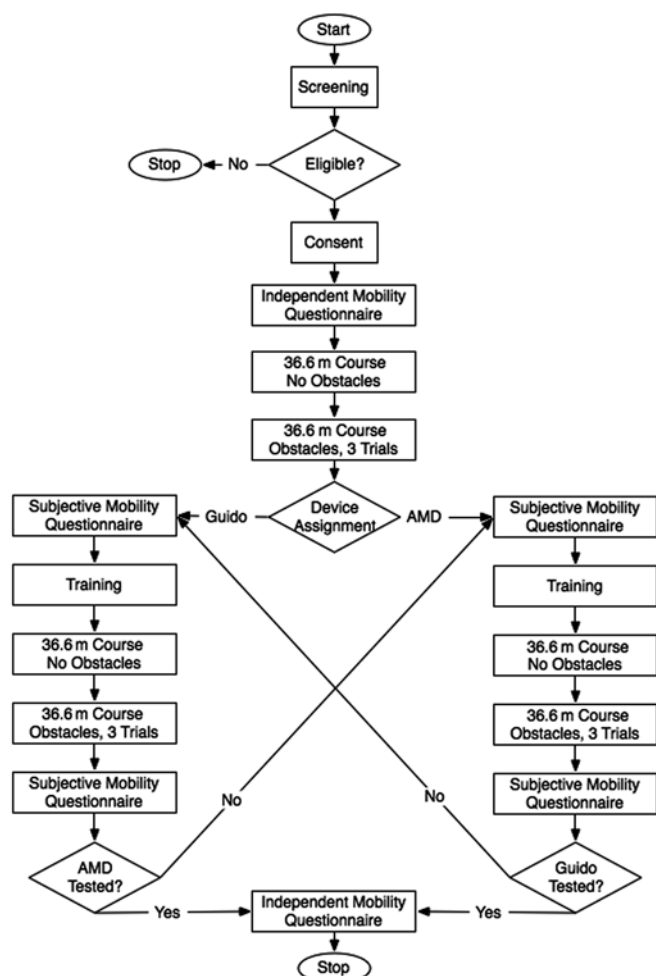 Start
Screening
Stop
No
Eligible?
Consent
Independent Mobility
Questionnaire
36.6 m Course
No Obstacles
36.6 m Course
Obstacles, 3 Trials
Subjective Mobility
Questionnaire
Guido
Device
Assignment
AMD
Subjective Mobility
Questionnaire
Training
Training
36.6 m Course
No Obstacles
36.6 m Course
No Obstacles
36.6 m Course
Obstacles, 3 Trials
36.6 m Course
Obstacles, 3 Trials
Subjective Mobility
Questionnaire
No
No
Subjective Mobility
Questionnaire
AMD
Tested?
Guido
Tested?
Yes
Independent Mobility
Questionnaire
Yes
Stop